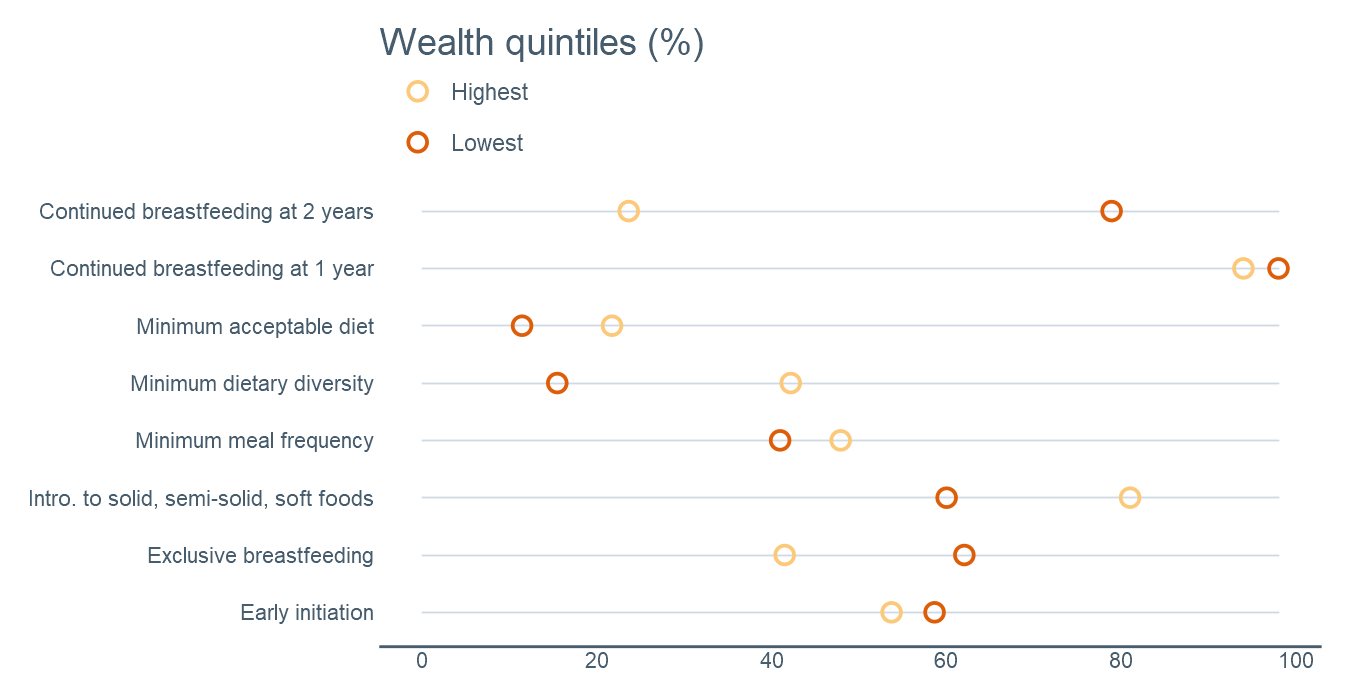 Wealth quintiles (%)
Highest
Lowest
Continued breastfeeding at 2 years
Continued breastfeeding at 1 year
Minimum acceptable diet
Minimum dietary diversity
Minimum meal frequency
Intro. to solid, semi-solid, soft foods
Exclusive breastfeeding
Early initiation
0 20 40 60 80 100